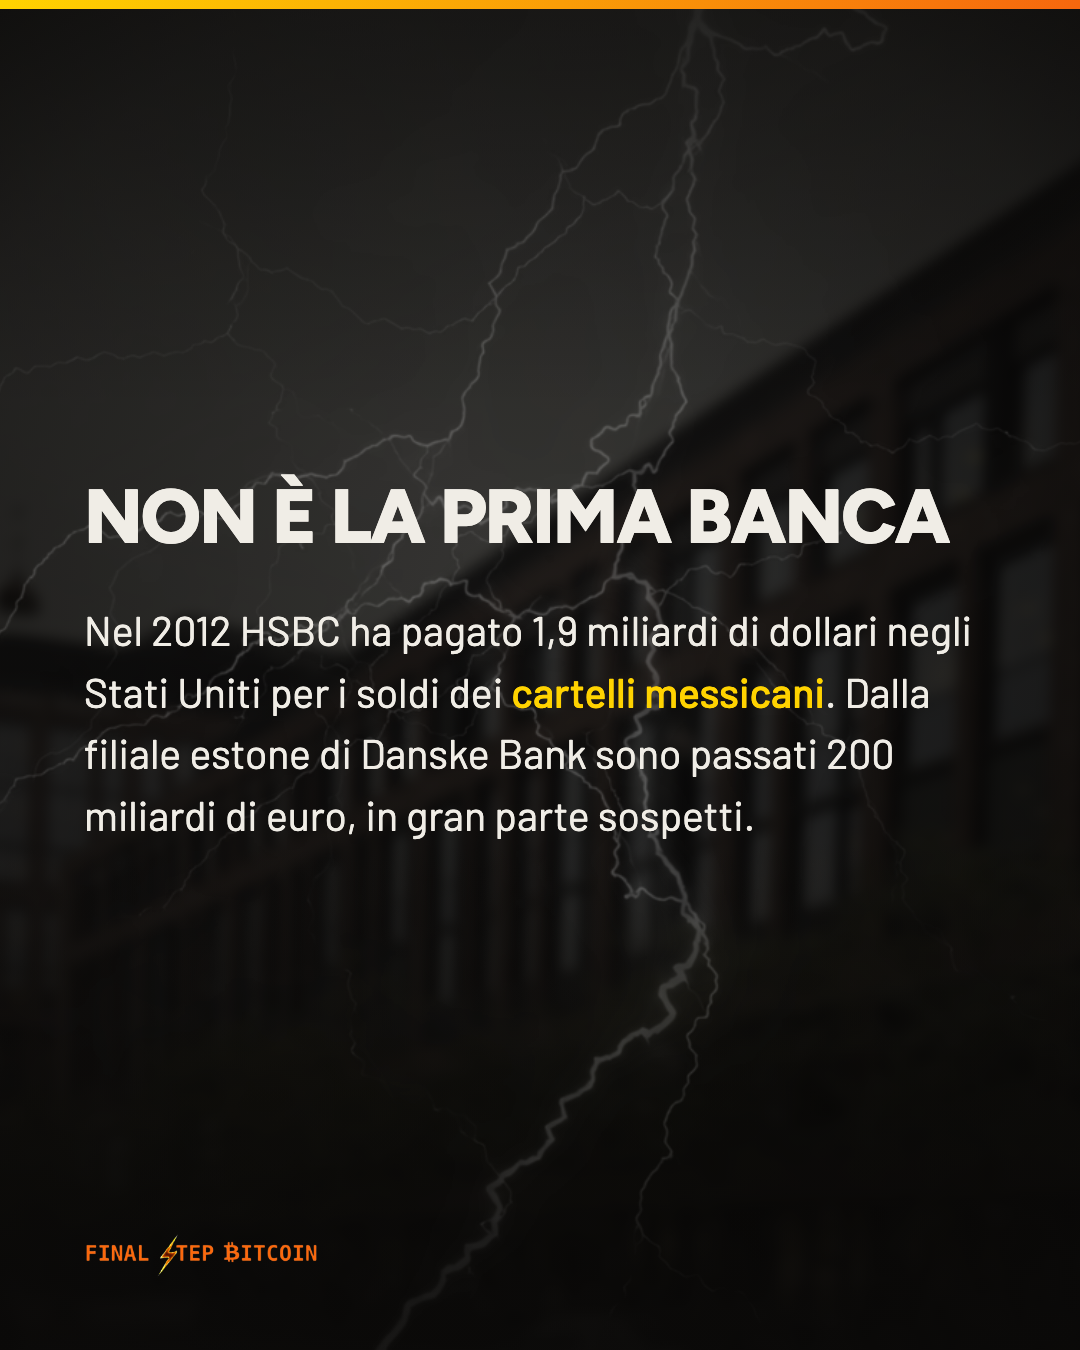 NON È LA PRIMA BANCA
Nel 2012 HSBC ha pagato 1,9 miliardi di dollari negli
Stati Uniti per i soldi dei cartelli messicani. Dalla
filiale estone di Danske Bank sono passati 200
miliardi di euro, in gran parte sospetti.
FINAL STEP BITCOIN